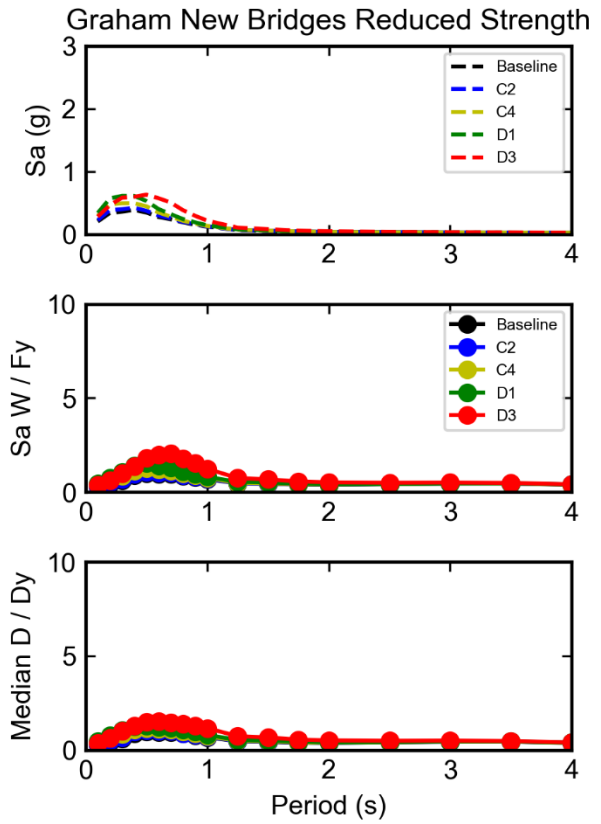 Graham New Bridges Reduced Strength
3
2
1
0
Sa (g)
Baseline
C2
C4
D1
D3
0 1 2 3 4
10
5
0
Sa W / Fy
Baseline
C2
C4
D1
D3
0 1 2 3 4
10
5
0
Median D / Dy
0 1 2 3 4
Period (s)